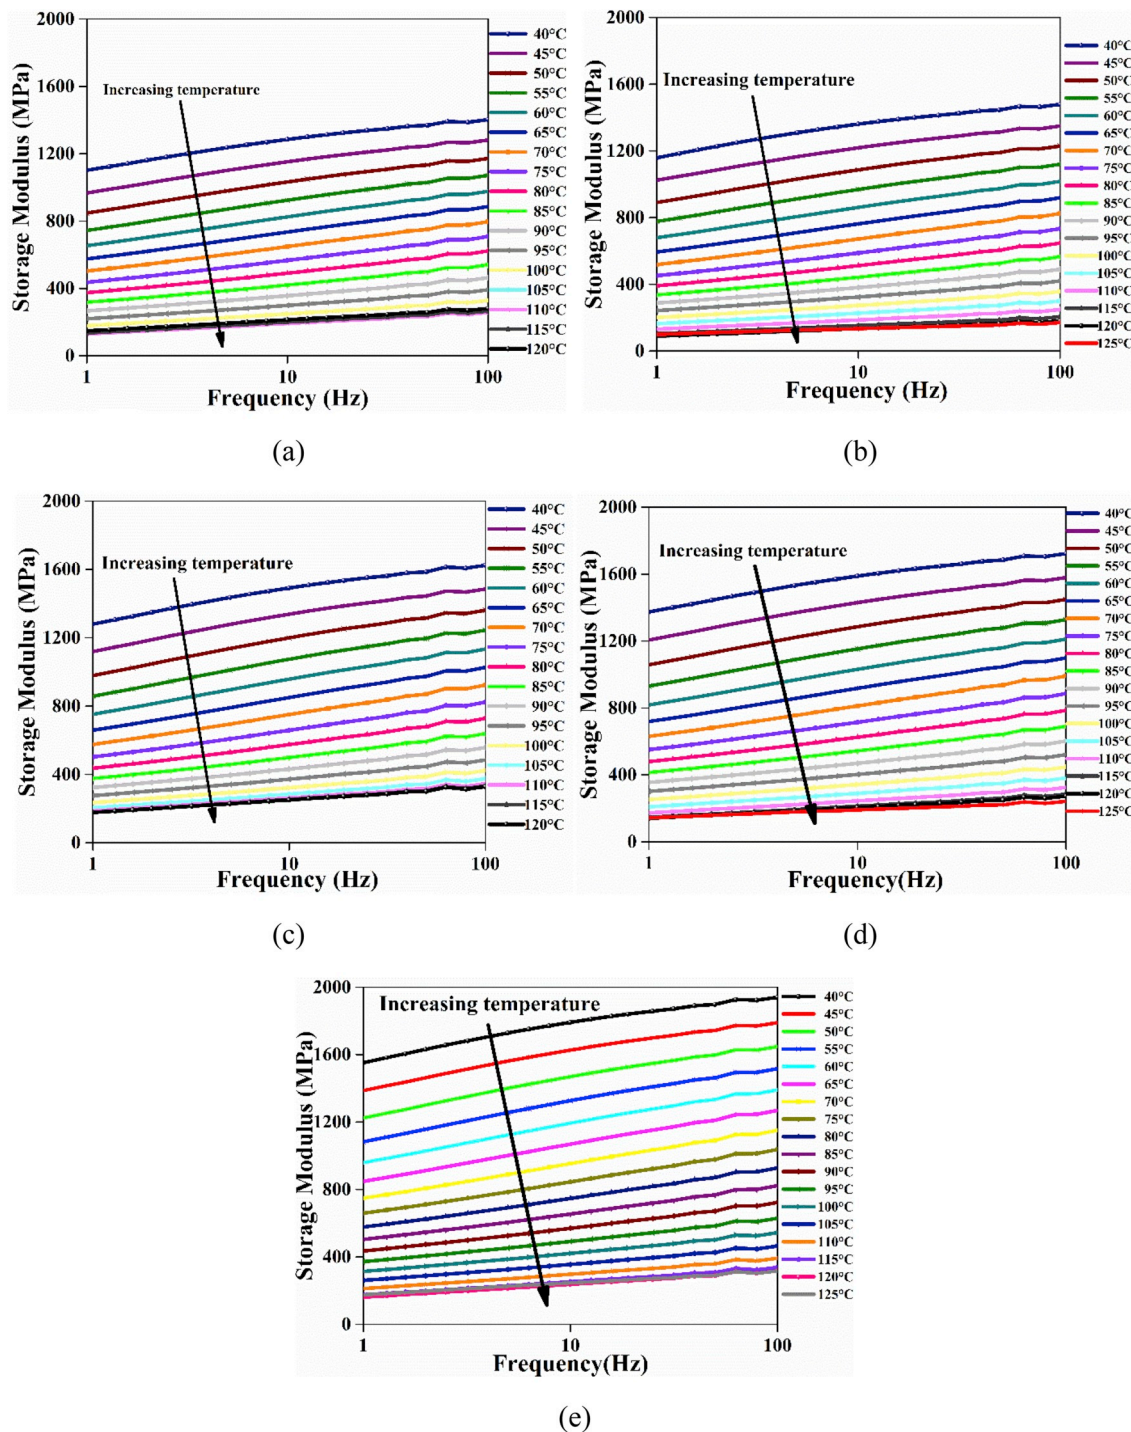 2000
1600
1200
800
400
0
Storage Modulus (MPa)
Increasing temperature
40°C
45°C
50°C
55°C
60°C
65°C
70°C
75°C
80°C
85°C
90°C
95°C
100°C
105°C
110°C
115°C
120°C
1
10
100
Frequency (Hz)
(a)
2000
1600
1200
800
400
0
Storage Modulus (MPa)
Increasing temperature
40°C
45°C
50°C
55°C
60°C
65°C
70°C
75°C
80°C
85°C
90°C
95°C
100°C
105°C
110°C
115°C
120°C
125°C
1
10
100
Frequency (Hz)
(b)
2000
1600
1200
800
400
0
Storage Modulus (MPa)
Increasing temperature
40°C
45°C
50°C
55°C
60°C
65°C
70°C
75°C
80°C
85°C
90°C
95°C
100°C
105°C
110°C
115°C
120°C
1
10
100
Frequency (Hz)
(c)
2000
1600
1200
800
400
0
Storage Modulus (MPa)
Increasing temperature
40°C
45°C
50°C
55°C
60°C
65°C
70°C
75°C
80°C
85°C
90°C
95°C
100°C
105°C
110°C
115°C
120°C
125°C
1
10
100
Frequency(Hz)
(d)
2000
1600
1200
800
400
0
Storage Modulus (MPa)
Increasing temperature
40°C
45°C
50°C
55°C
60°C
65°C
70°C
75°C
80°C
85°C
90°C
95°C
100°C
105°C
110°C
115°C
120°C
125°C
1
10
100
Frequency(Hz)
(e)